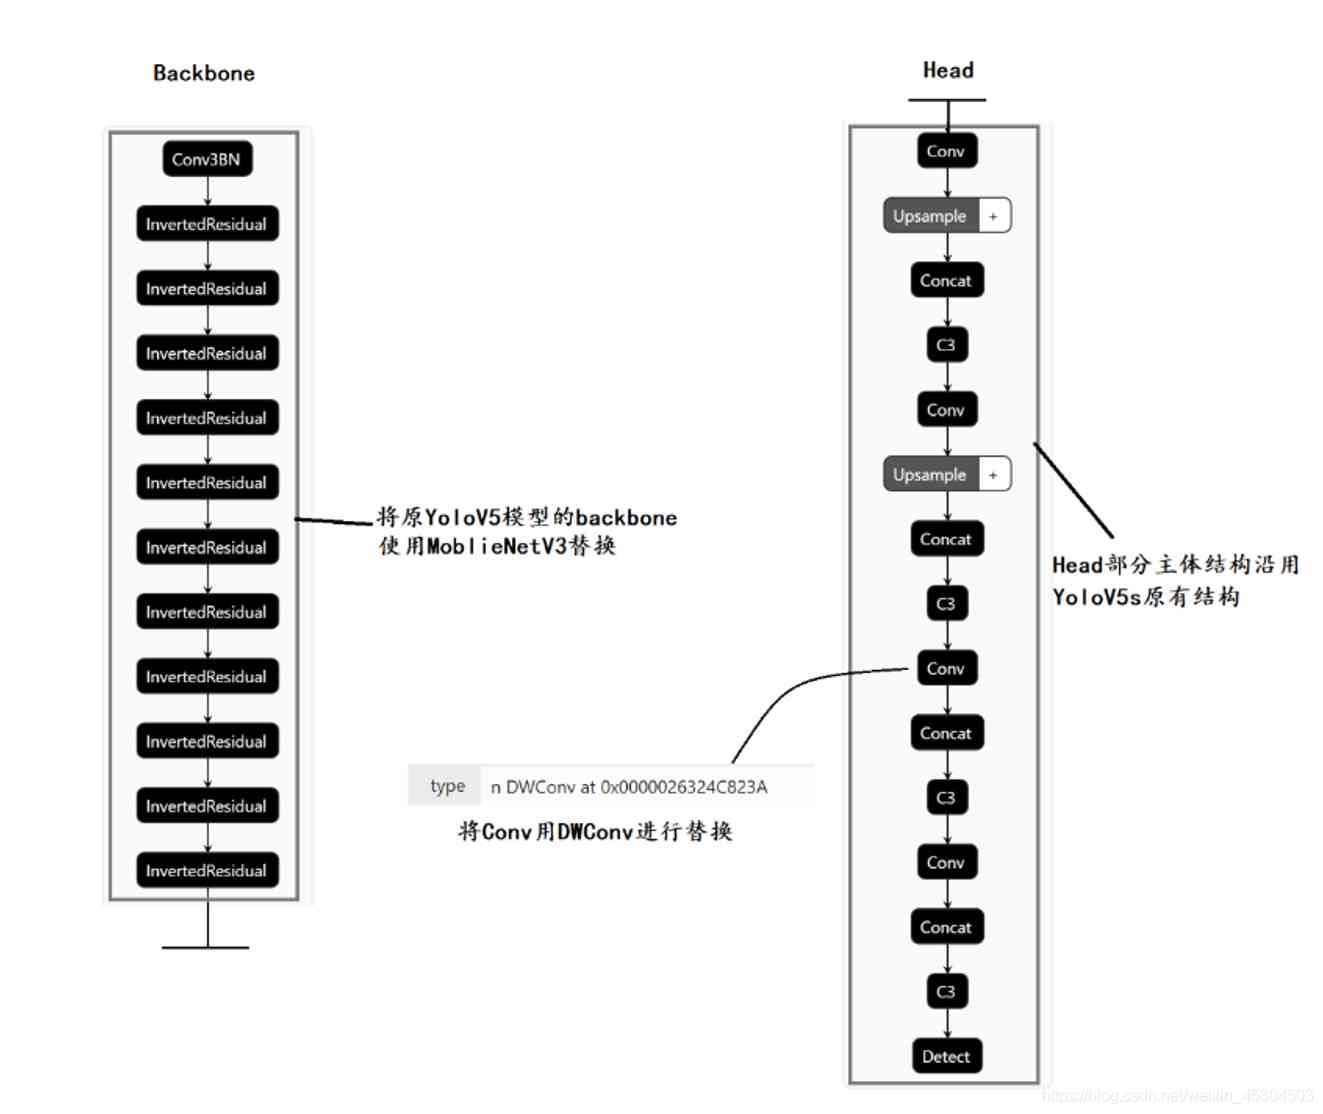 Backbone
Conv3BN
InvertedResidual
InvertedResidual
InvertedResidual
InvertedResidual
InvertedResidual
InvertedResidual
InvertedResidual
InvertedResidual
InvertedResidual
InvertedResidual
InvertedResidual
将原YoloV5模型的backbone
使用MoblieNetV3替换
type n DWConv at 0x0000026324C823A
将Conv用DWConv进行替换
Head
Conv
Upsample +
Concat
C3
Conv
Upsample +
Concat
C3
Conv
Concat
C3
Conv
Concat
C3
Detect
Head部分主体结构沿用
YoloV5s原有结构